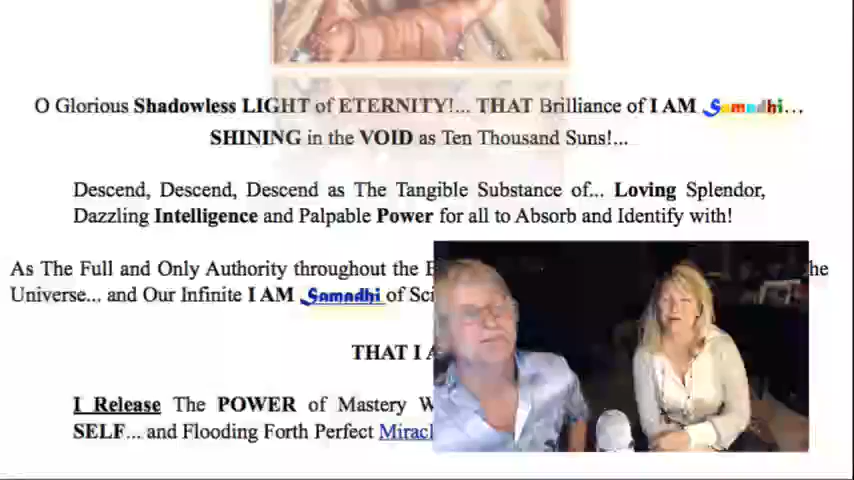 O Glorious Shadowless LIGHT of ETERNITY!... THAT Brilliance of I AM Samadhi...
SHINING in the VOID as Ten Thousand Suns!...
Descend, Descend, Descend as The Tangible Substance of... Loving Splendor,
Dazzling Intelligence and Palpable Power for all to Absorb and Identify with!
As The Full and Only Authority throughout the he
Universe... and Our Infinite I AM Samadhi of Sci
THAT I A
I Release The POWER of Mastery W
SELF... and Flooding Forth Perfect Miracl